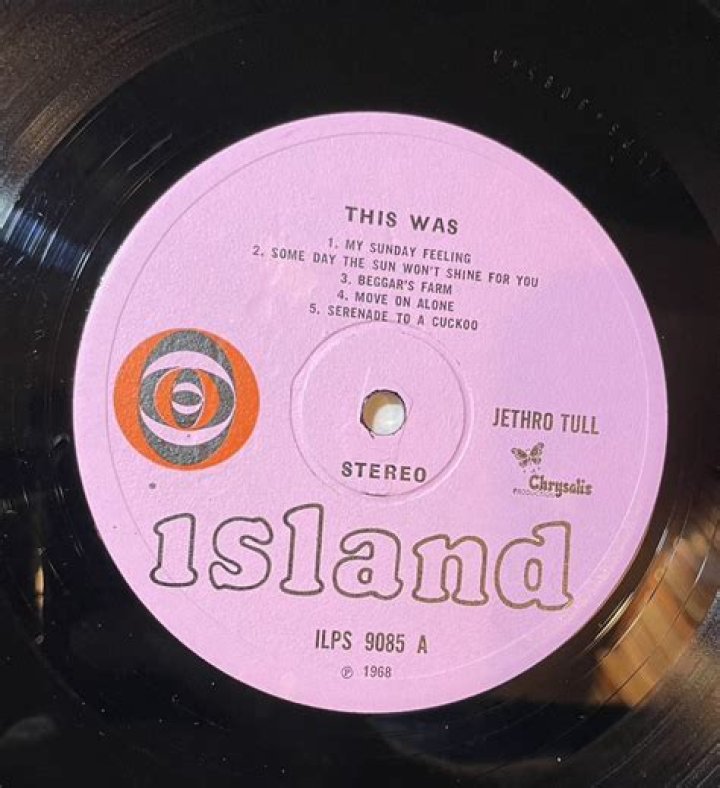 THIS WAS
1. MY SUNDAY FEELING
2. SOME DAY THE SUN WON'T SHINE FOR YOU
3. BEGGAR'S FARM
4. MOVE ON ALONE
5. SERENADE TO A CUCKOO
JETHRO TULL
Chrysalis
STEREO
island
ILPS 9085 A
℗ 1968